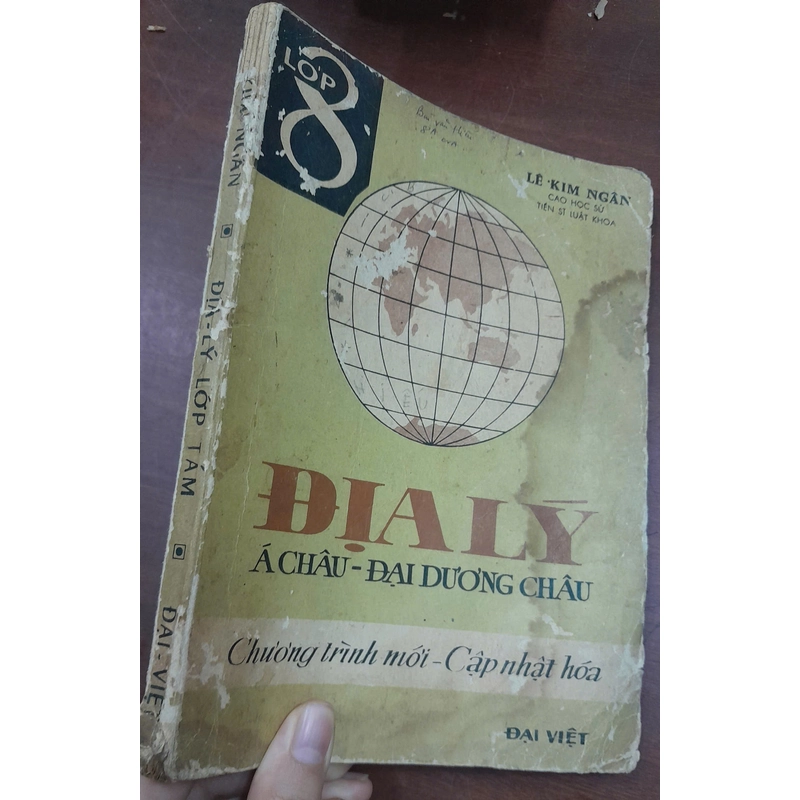 LỚP
8
LÊ KIM NGÂN
CAO HỌC SỬ
TIẾN SĨ LUẬT KHOA
ĐỊA LÝ
Á CHÂU - ĐẠI DƯƠNG CHÂU
Chương trình mới - Cập nhật hóa
ĐẠI VIỆT
KIM NGÂN ĐỊA-LÝ LỚP TÁM ĐẠI-VIỆT